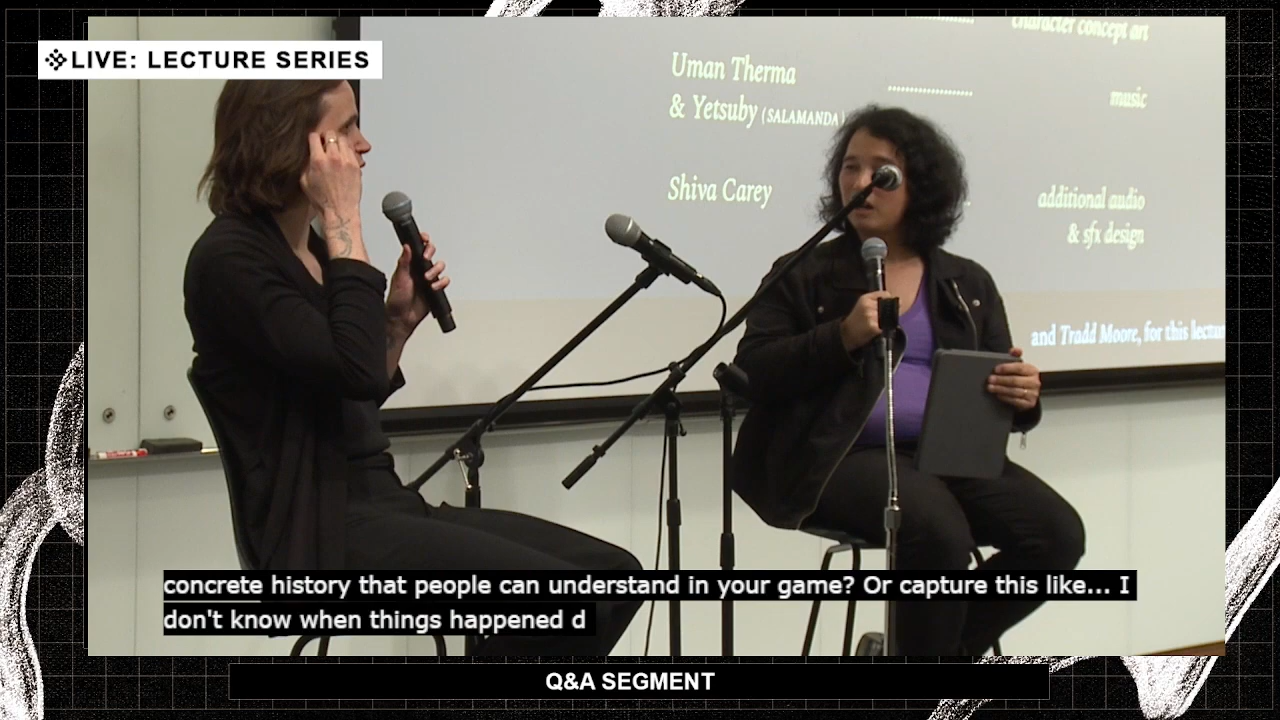 LIVE: LECTURE SERIES
character concept art
Uman Therma
& Yetsuby (SALAMANDA)
music
Shiva Carey
additional audio
& sfx design
and Tradd Moore, for this lecture
concrete history that people can understand in your game? Or capture this like... I
don't know when things happened d
Q&A SEGMENT